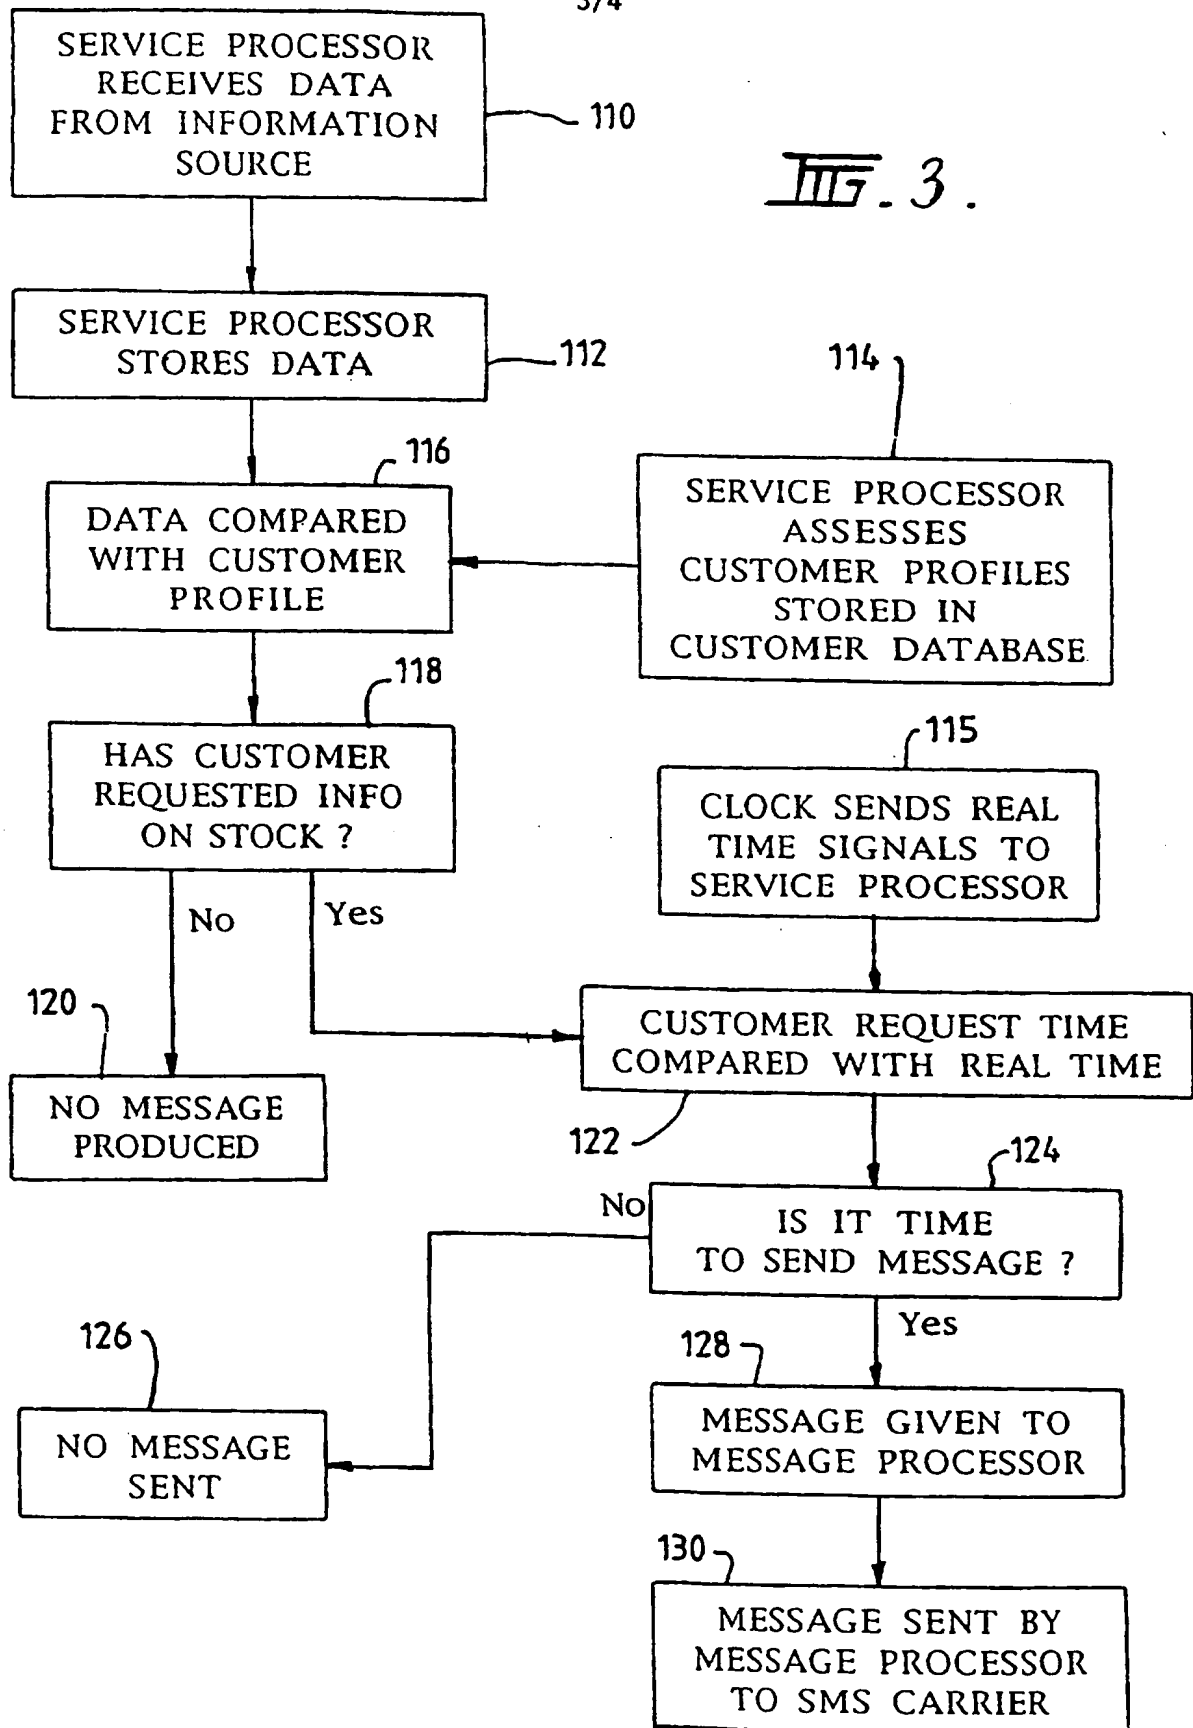 3/4
SERVICE PROCESSOR
RECEIVES DATA
FROM INFORMATION
SOURCE
110
FIG. 3.
SERVICE PROCESSOR
STORES DATA
112
114
116
DATA COMPARED
WITH CUSTOMER
PROFILE
SERVICE PROCESSOR
ASSESSES
CUSTOMER PROFILES
STORED IN
CUSTOMER DATABASE
118
HAS CUSTOMER
REQUESTED INFO
ON STOCK ?
115
CLOCK SENDS REAL
TIME SIGNALS TO
SERVICE PROCESSOR
No
Yes
120
NO MESSAGE
PRODUCED
CUSTOMER REQUEST TIME
COMPARED WITH REAL TIME
122
124
No
IS IT TIME
TO SEND MESSAGE ?
Yes
126
NO MESSAGE
SENT
128
MESSAGE GIVEN TO
MESSAGE PROCESSOR
130
MESSAGE SENT BY
MESSAGE PROCESSOR
TO SMS CARRIER